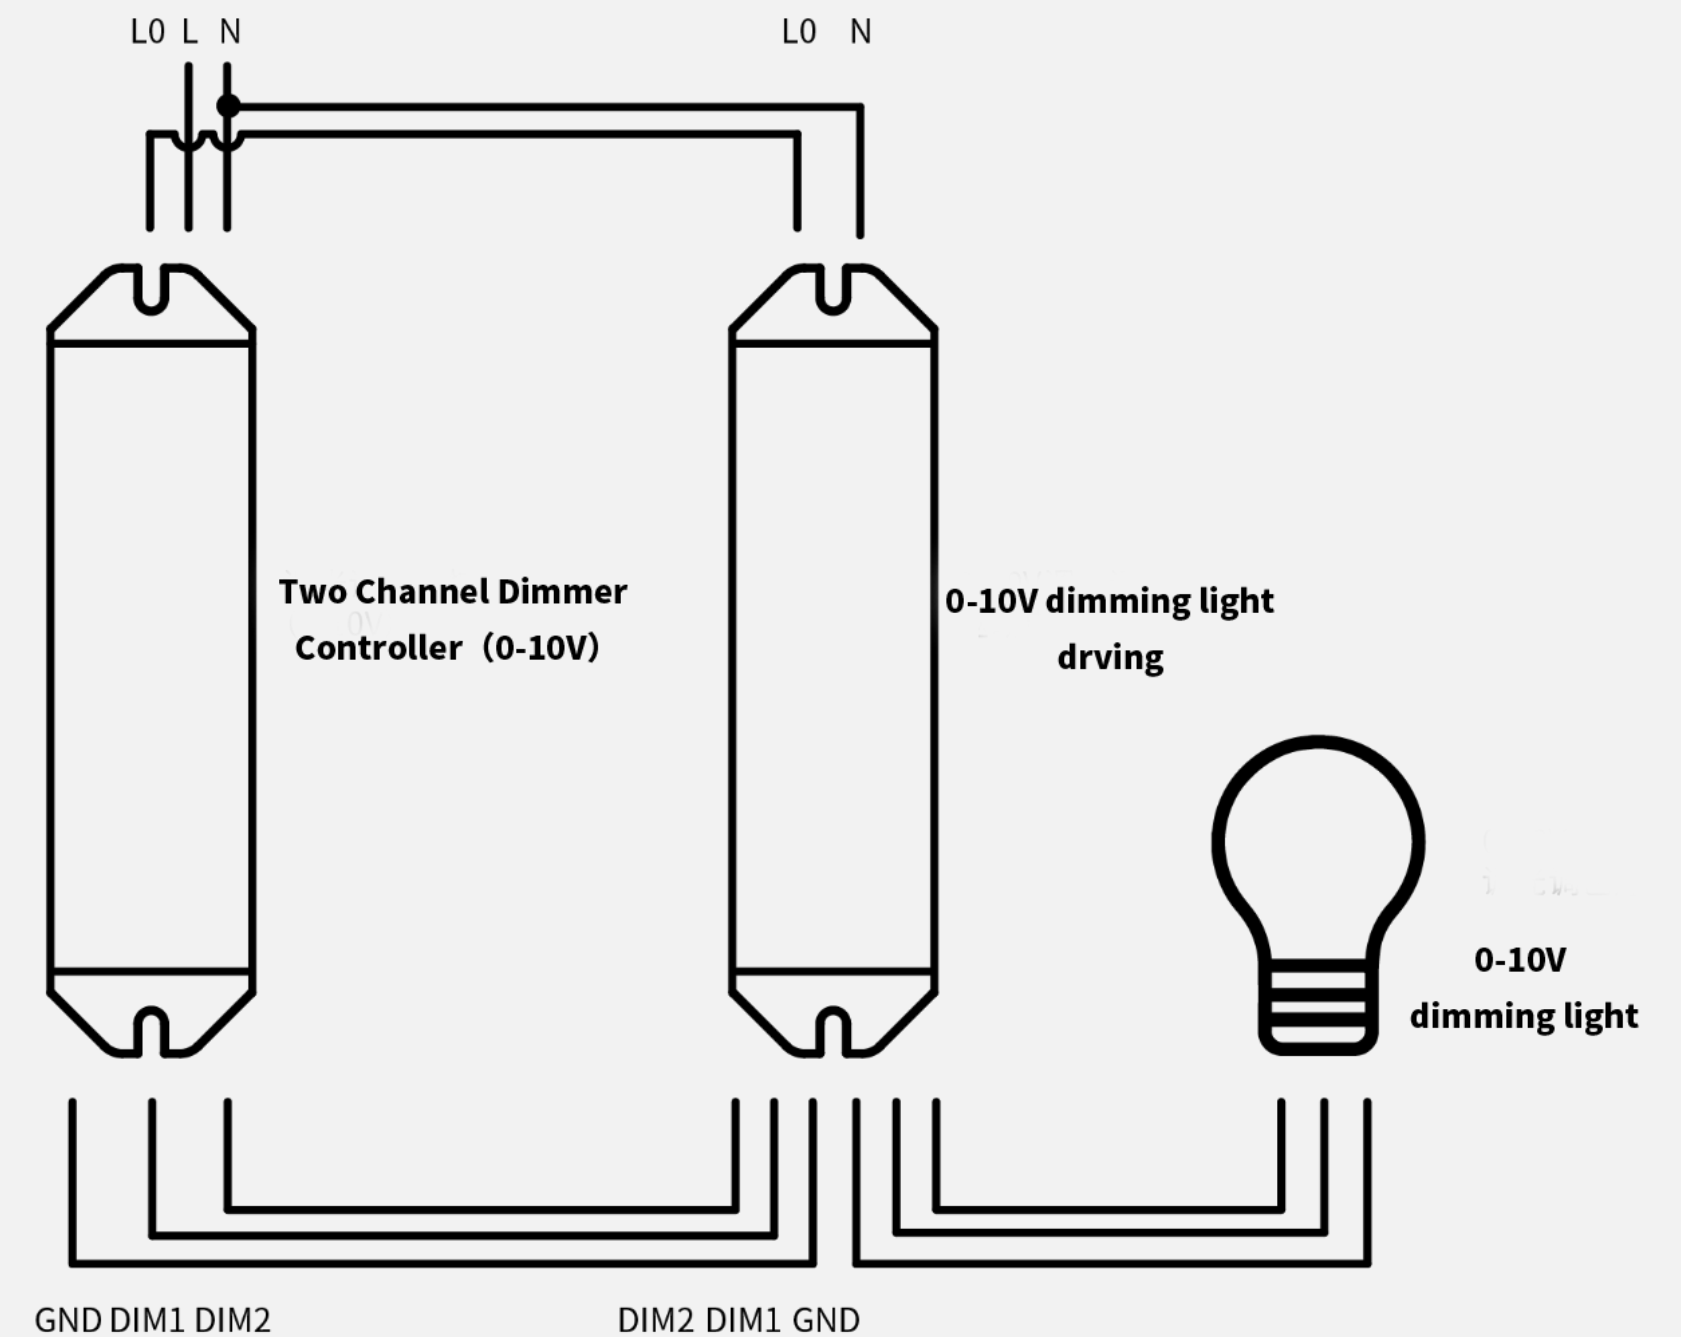 L0 L N
L0 N
Two Channel Dimmer
Controller（0-10V）
0-10V dimming light
drving
0-10V
dimming light
GND DIM1 DIM2
DIM2 DIM1 GND